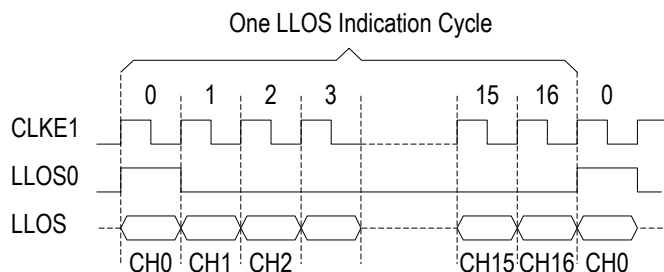 One LLOS Indication Cycle
0 1 2 3 15 16 0
CLKE1
LLOS0
LLOS
CH0 CH1 CH2 CH15 CH16 CH0